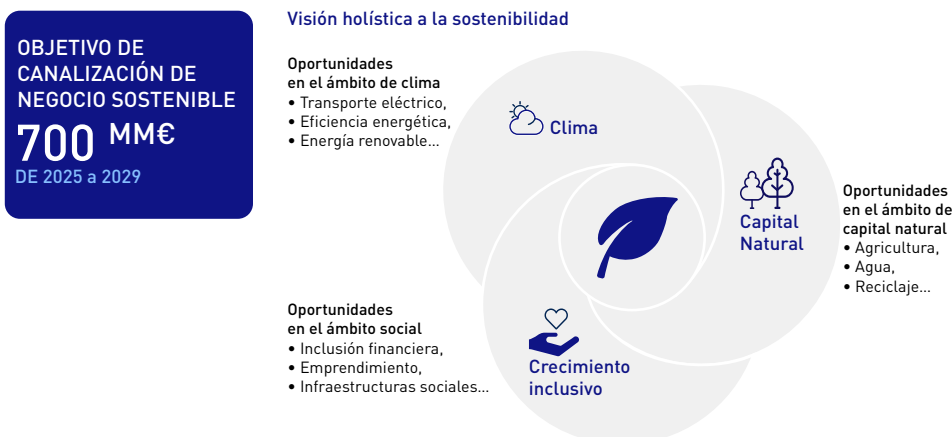 OBJETIVO DE
CANALIZACIÓN DE
NEGOCIO SOSTENIBLE
700 MM€
DE 2025 a 2029
Visión holística a la sostenibilidad
Oportunidades
en el ámbito de clima
• Transporte eléctrico,
• Eficiencia energética,
• Energía renovable...
Clima
Capital
Natural
Oportunidades
en el ámbito de
capital natural
• Agricultura,
• Agua,
• Reciclaje...
Oportunidades
en el ámbito social
• Inclusión financiera,
• Emprendimiento,
• Infraestructuras sociales...
Crecimiento
inclusivo